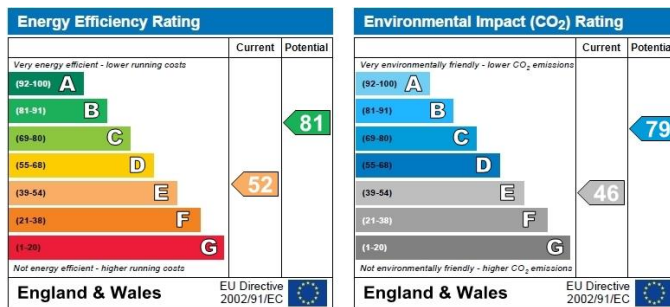 Energy Efficiency Rating
Current Potential
Very energy efficient - lower running costs
(92-100) A
(81-91) B
81
(69-80) C
(55-68) D
(39-54) E
52
(21-38) F
(1-20) G
Not energy efficient - higher running costs
England & Wales
EU Directive
2002/91/EC
Environmental Impact (CO₂) Rating
Current Potential
Very environmentally friendly - lower CO₂ emissions
(92-100) A
(81-91) B
(69-80) C
79
(55-68) D
(39-54) E
46
(21-38) F
(1-20) G
Not environmentally friendly - higher CO₂ emissions
England & Wales
EU Directive
2002/91/EC